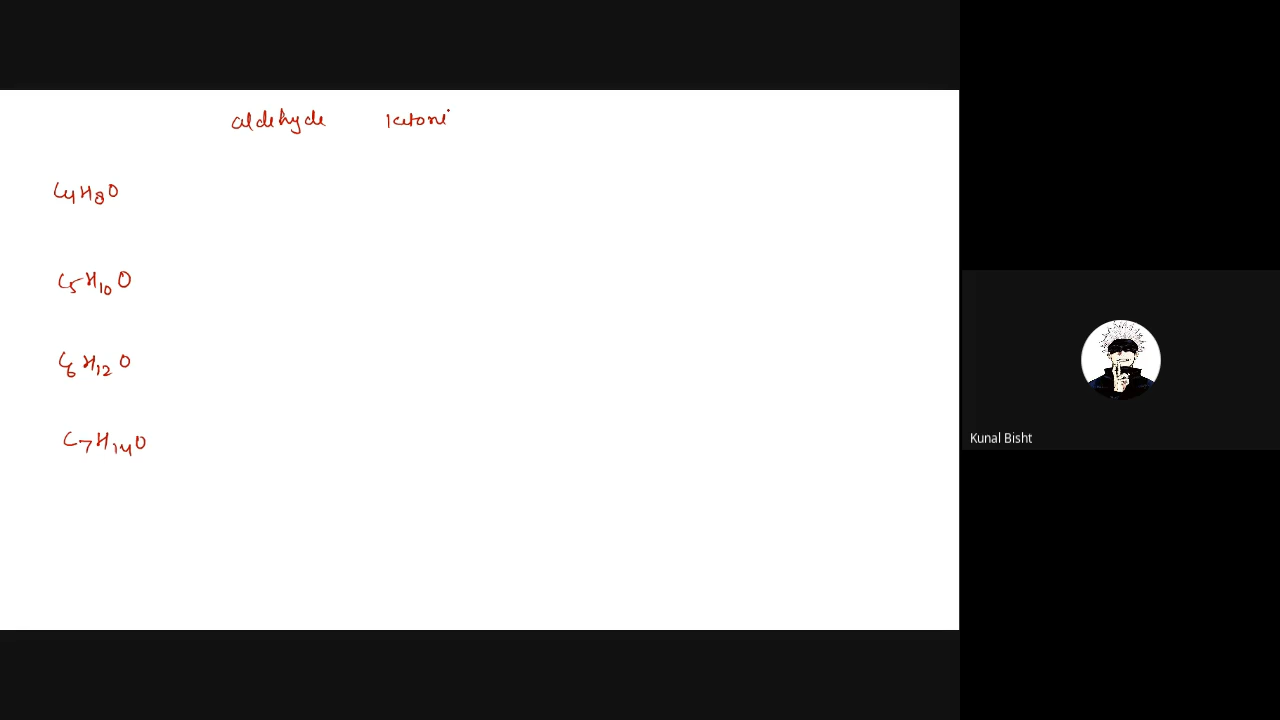 aldehyde ketone
C4H8O
C5H10O
C6H12O
C7H14O
Kunal Bisht